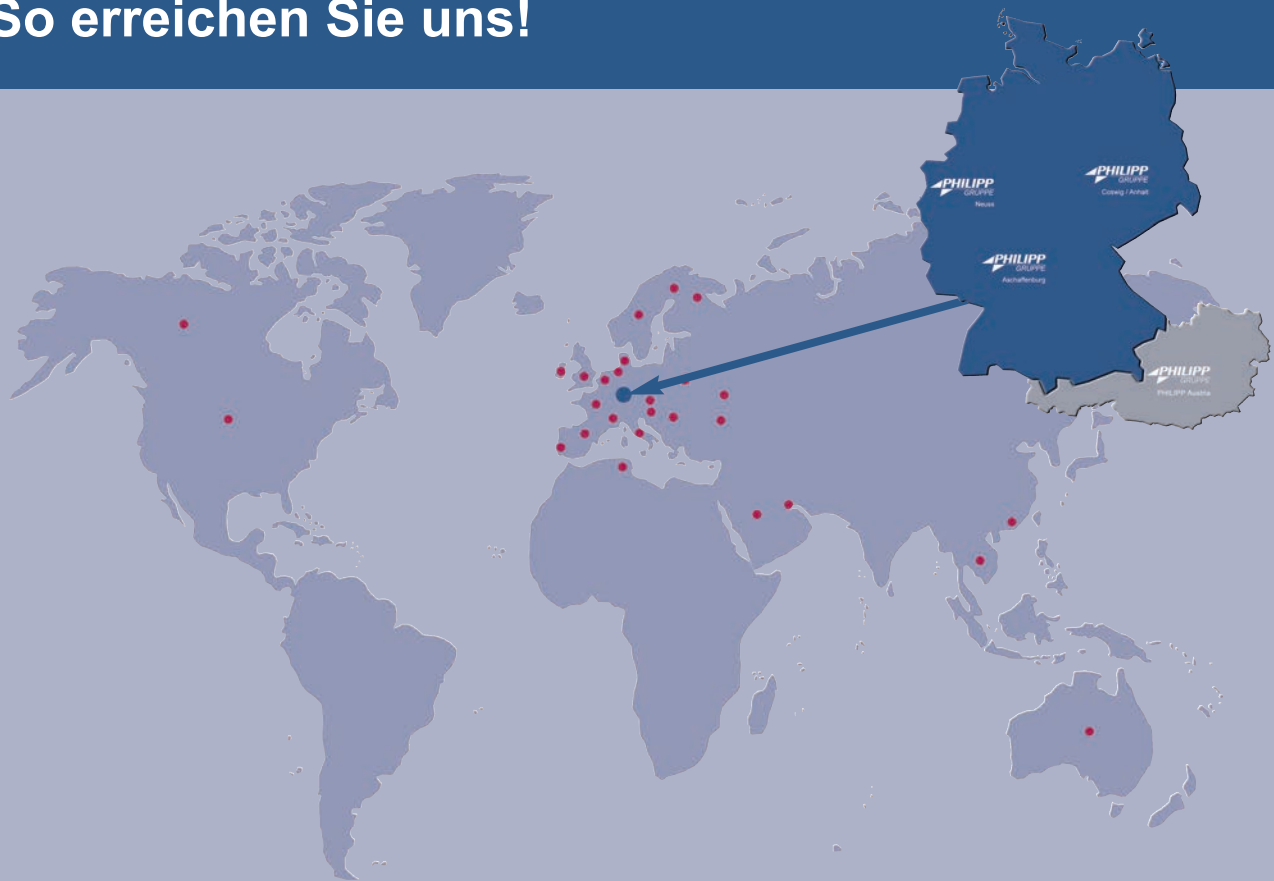 So erreichen Sie uns!
PHILIPP
GRUPPE
Neuss
PHILIPP
GRUPPE
Coswig / Anhalt
PHILIPP
GRUPPE
Aschaffenburg
PHILIPP
GRUPPE
PHILIPP Austria